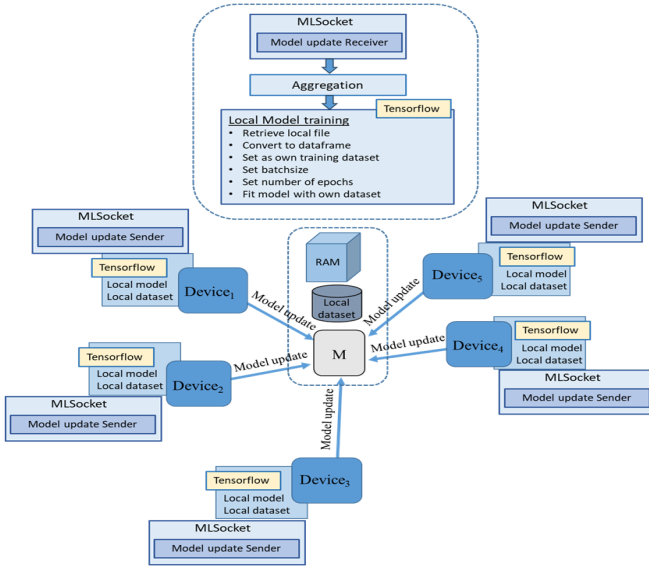 MLSocket
Model update Receiver
Aggregation
Tensorflow
Local Model training
• Retrieve local file
• Convert to dataframe
• Set as own training dataset
• Set batchsize
• Set number of epochs
• Fit model with own dataset
MLSocket
Model update Sender
Tensorflow
Local model
Local dataset
Device₁
Model update
RAM
Local
dataset
M
MLSocket
Model update Sender
Tensorflow
Local model
Local dataset
Device₅
Model update
Tensorflow
Local model
Local dataset
Device₂
Model update
MLSocket
Model update Sender
Tensorflow
Local model
Local dataset
Device₄
Model update
MLSocket
Model update Sender
Model update
Tensorflow
Local model
Local dataset
Device₃
MLSocket
Model update Sender